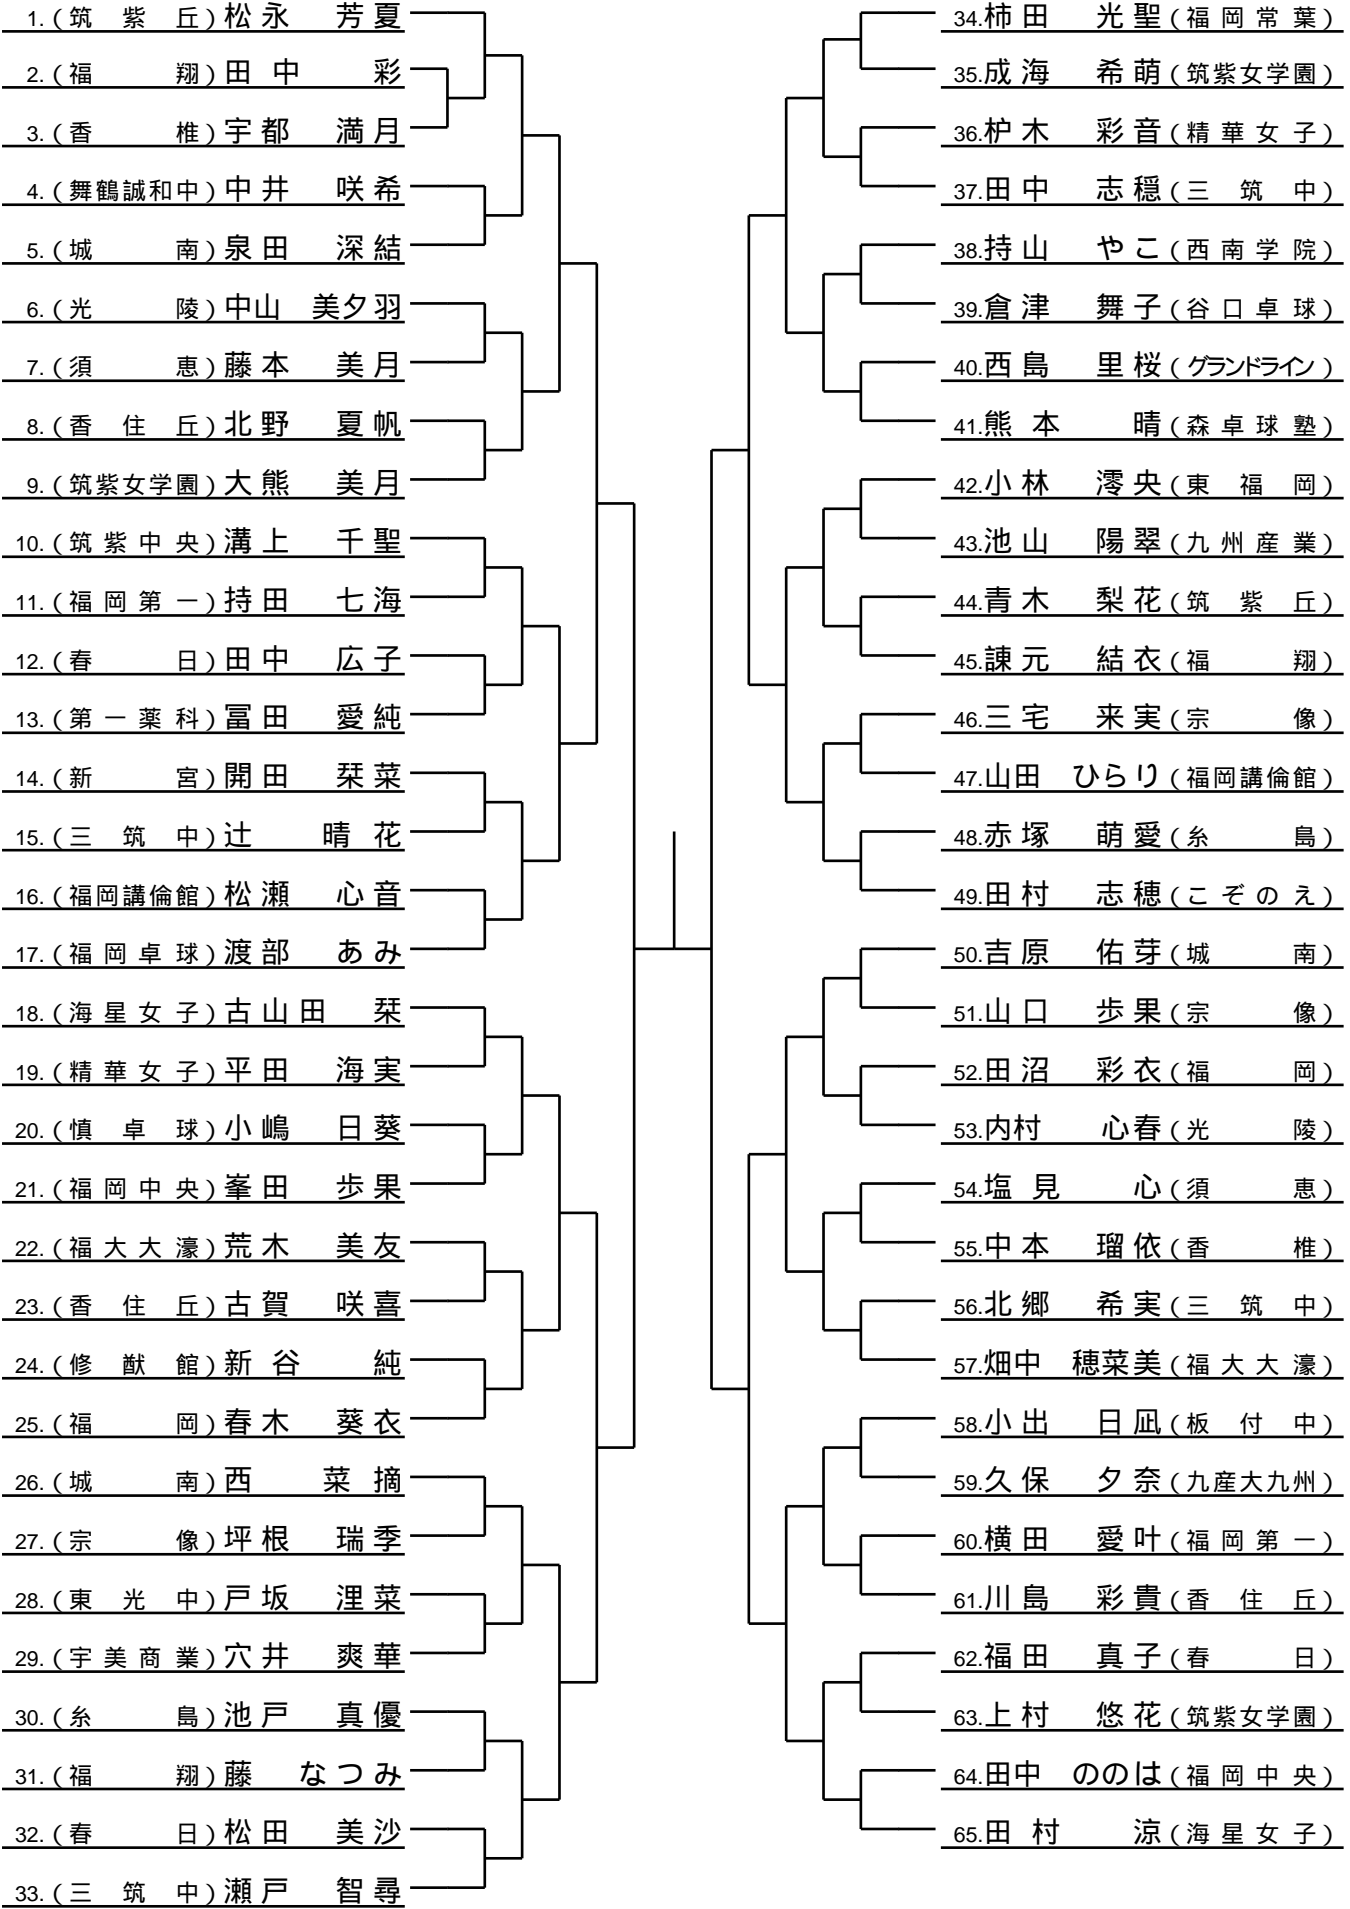 1.（筑紫丘）松永 芳夏
2.（福翔）田中 彩
3.（香椎）宇都 満月
4.（舞鶴誠和中）中井 咲希
5.（城南）泉田 深結
6.（光陵）中山 美夕羽
7.（須恵）藤本 美月
8.（香住丘）北野 夏帆
9.（筑紫女学園）大熊 美月
10.（筑紫中央）溝上 千聖
11.（福岡第一）持田 七海
12.（春日）田中 広子
13.（第一薬科）冨田 愛純
14.（新宮）開田 栞菜
15.（三筑中）辻 晴花
16.（福岡講倫館）松瀬 心音
17.（福岡卓球）渡部 あみ
18.（海星女子）古山田 栞
19.（精華女子）平田 海実
20.（慎卓球）小嶋 日葵
21.（福岡中央）峯田 歩果
22.（福大大濠）荒木 美友
23.（香住丘）古賀 咲喜
24.（修猷館）新谷 純
25.（福岡）春木 葵衣
26.（城南）西 菜摘
27.（宗像）坪根 瑞季
28.（東光中）戸坂 浬菜
29.（宇美商業）穴井 爽華
30.（糸島）池戸 真優
31.（福翔）藤 なつみ
32.（春日）松田 美沙
33.（三筑中）瀬戸 智尋
34.柿田 光聖（福岡常葉）
35.成海 希萌（筑紫女学園）
36.枦木 彩音（精華女子）
37.田中 志穏（三筑中）
38.持山 やこ（西南学院）
39.倉津 舞子（谷口卓球）
40.西島 里桜（グランドライン）
41.熊本 晴（森卓球塾）
42.小林 澪央（東福岡）
43.池山 陽翠（九州産業）
44.青木 梨花（筑紫丘）
45.諌元 結衣（福翔）
46.三宅 来実（宗像）
47.山田 ひらり（福岡講倫館）
48.赤塚 萌愛（糸島）
49.田村 志穂（こぞのえ）
50.吉原 佑芽（城南）
51.山口 歩果（宗像）
52.田沼 彩衣（福岡）
53.内村 心春（光陵）
54.塩見 心（須恵）
55.中本 瑠依（香椎）
56.北郷 希実（三筑中）
57.畑中 穂菜美（福大大濠）
58.小出 日凪（板付中）
59.久保 夕奈（九産大九州）
60.横田 愛叶（福岡第一）
61.川島 彩貴（香住丘）
62.福田 真子（春日）
63.上村 悠花（筑紫女学園）
64.田中 ののは（福岡中央）
65.田村 涼（海星女子）